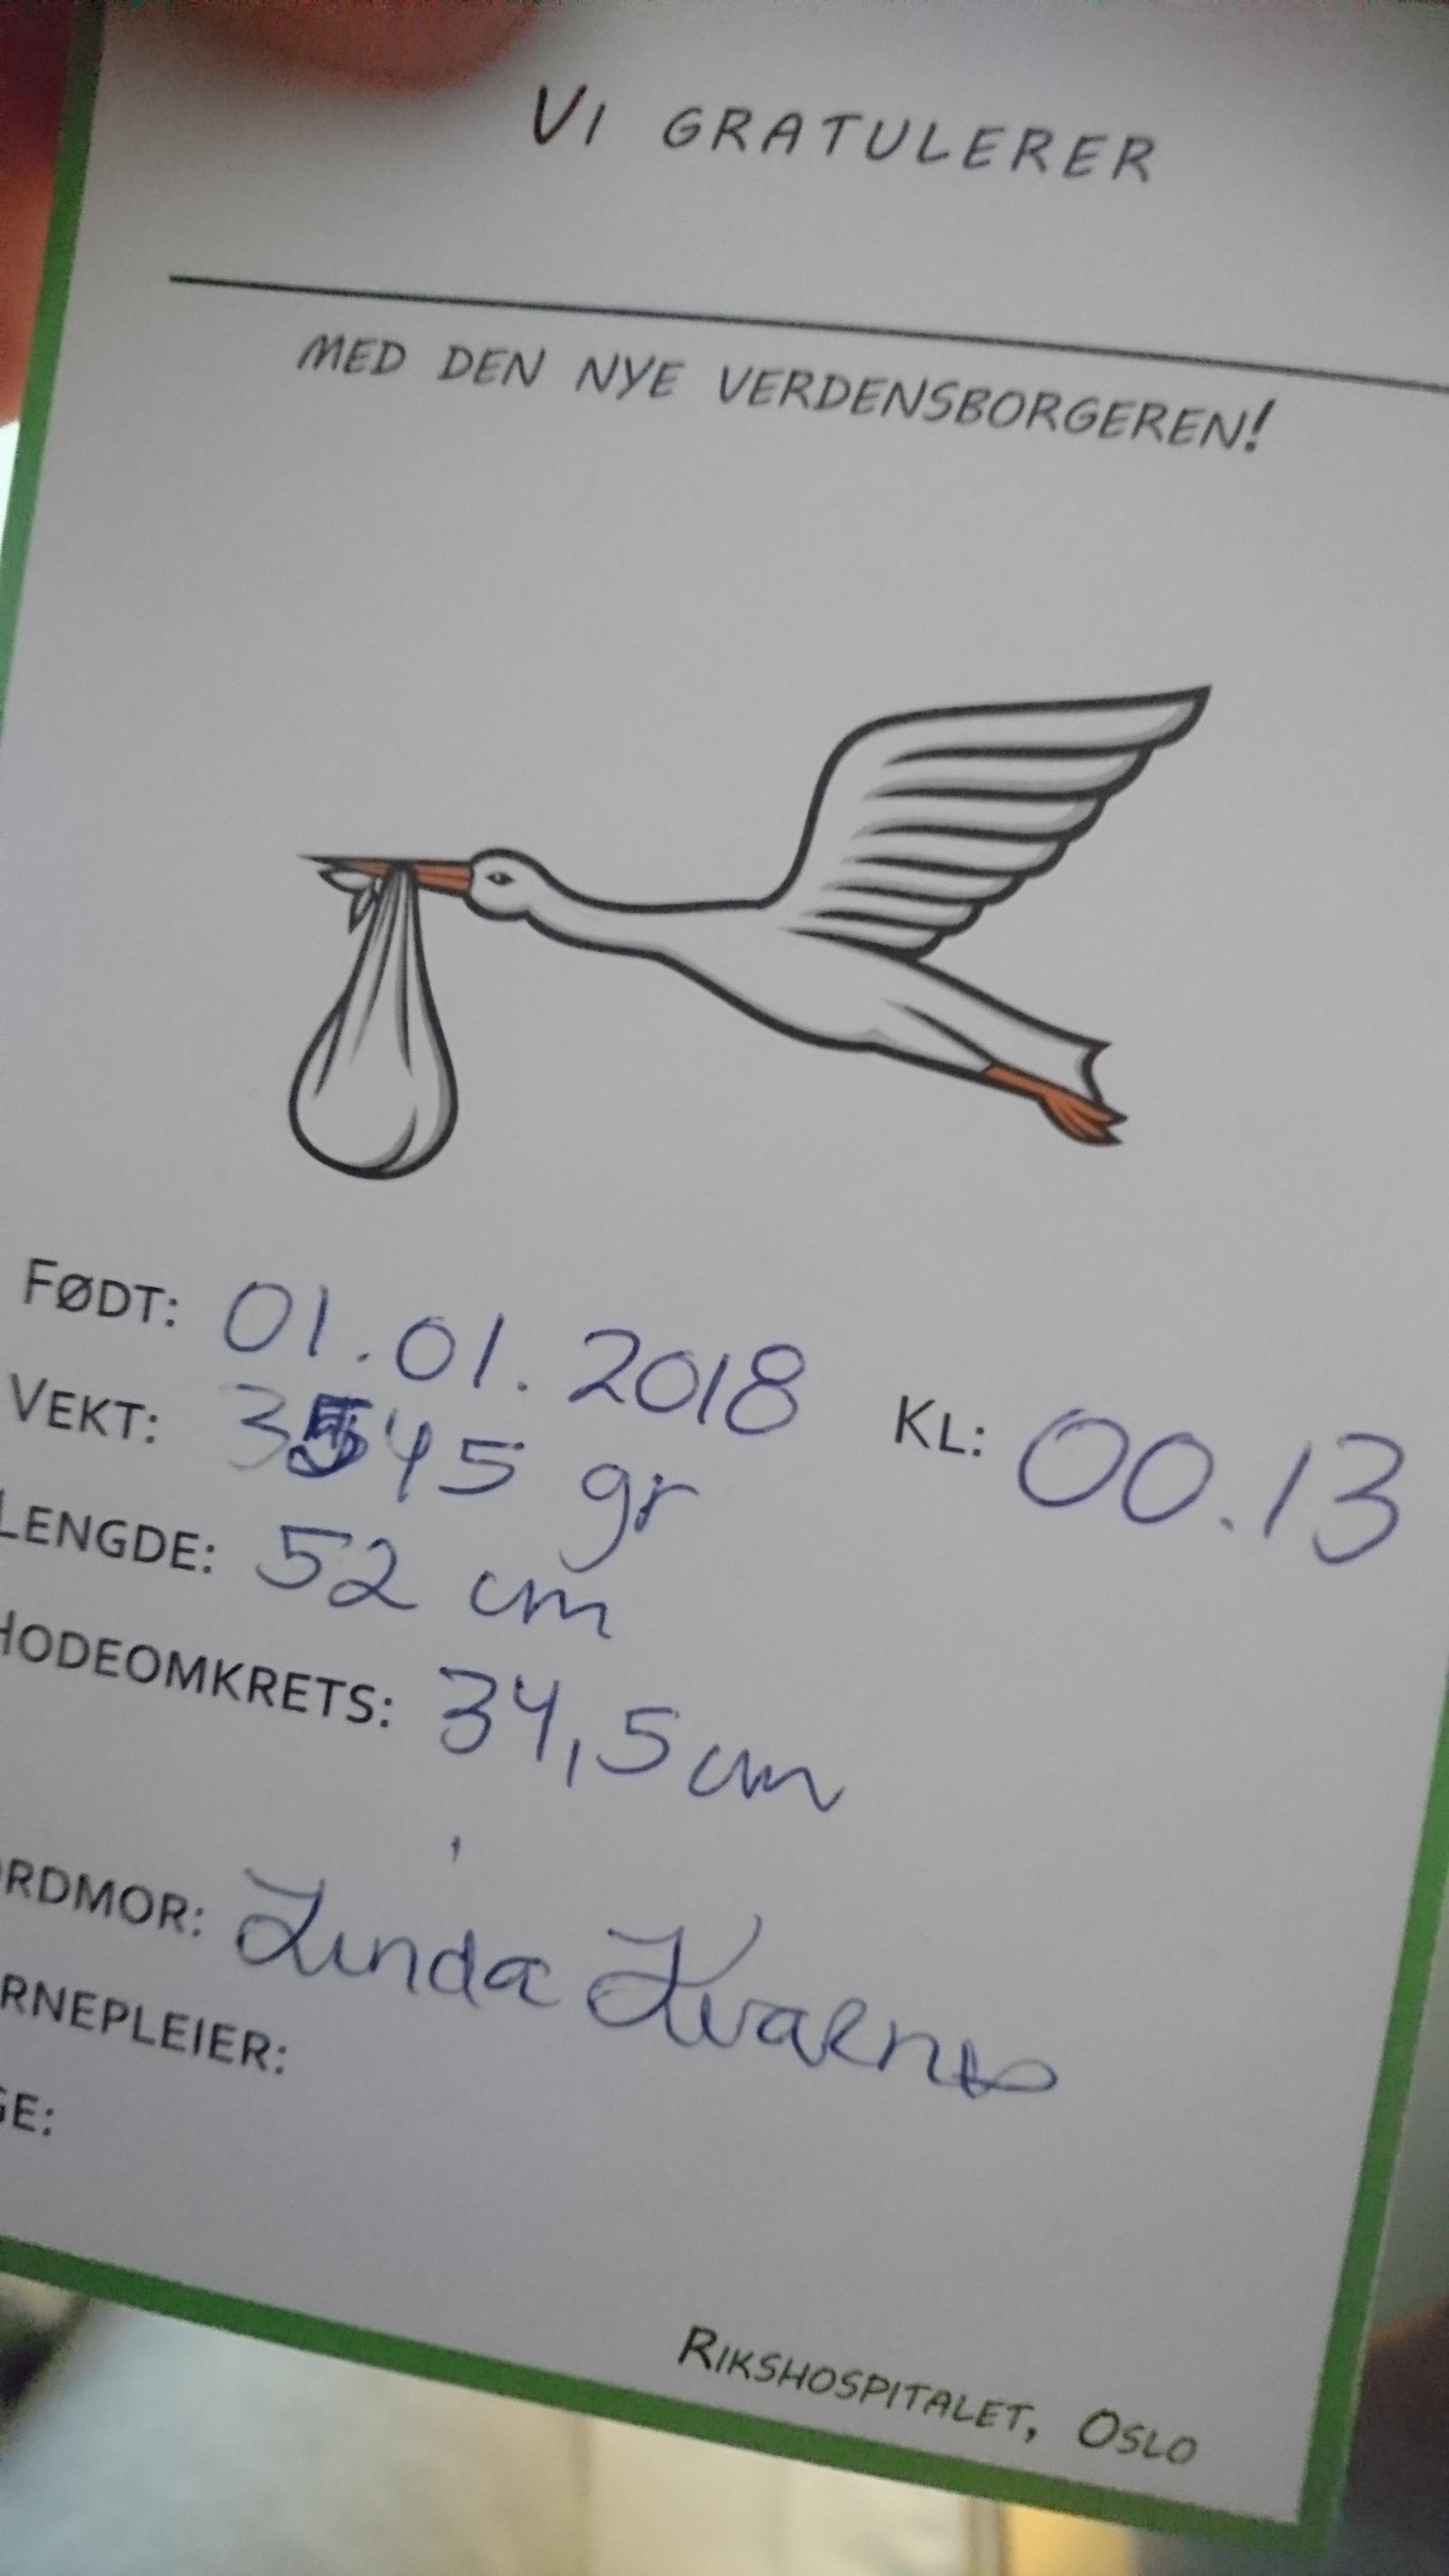 VI GRATULERER
MED DEN NYE VERDENSBORGEREN!
FØDT: 01.01.2018 KL: 00.13
VEKT: 3545 gr
LENGDE: 52 cm
HODEOMKRETS: 34,5 cm
ORDMOR: Linda
RNEPLEIER:
GE:
RIKSHOSPITALET, OSLO